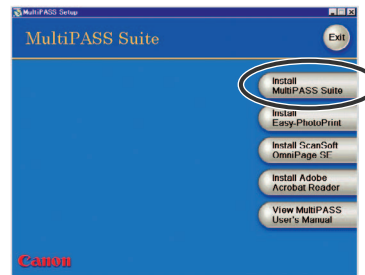 MultiPASS Setup
MultiPASS Suite
Exit
Install
MultiPASS Suite
Install
Easy-PhotoPrint
Install ScanSoft
OmniPage SE
Install Adobe
Acrobat Reader
View MultiPASS
User's Manual
Canon